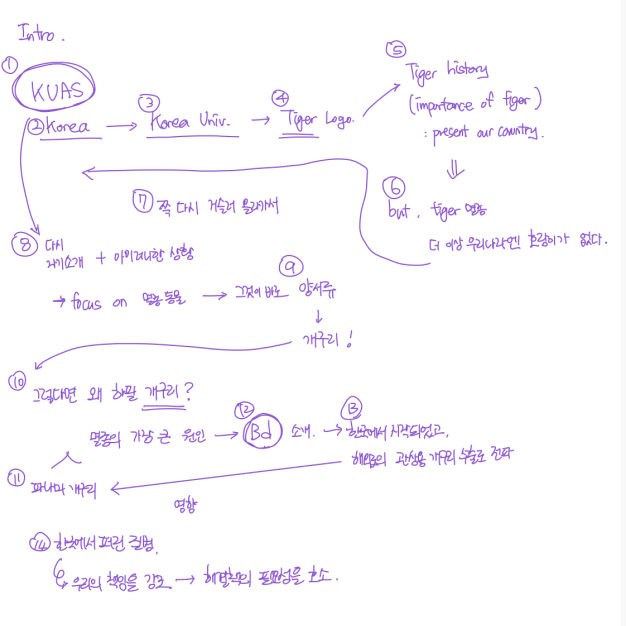 Intro.
① KUAS
② Korea → ③ Korea Univ. → ④ Tiger Logo.
⑤ Tiger history
(importance of tiger)
: present our country.
⑥ but, tiger 멸종
더 이상 우리나라엔 호랑이가 없다.
⑦ 쭉 다시 거슬러 올라가서
⑧ 다시
자기소개 + 아이러니한 상황
→ focus on 멸종동물 → ⑨ 그것이 바로 양서류
↓
개구리!
⑩ 그렇다면 왜 하필 개구리?
멸종의 가장 큰 원인 → ⑫ Bd 소개. → ⑬ 한국에서 시작되었고,
해외로의 관상용 개구리 수출로 전파
⑪ 파나마 개구리
영향
⑭ 한국에서 퍼진 질병.
우리의 책임을 강조 → 해결책의 필요성을 호소.